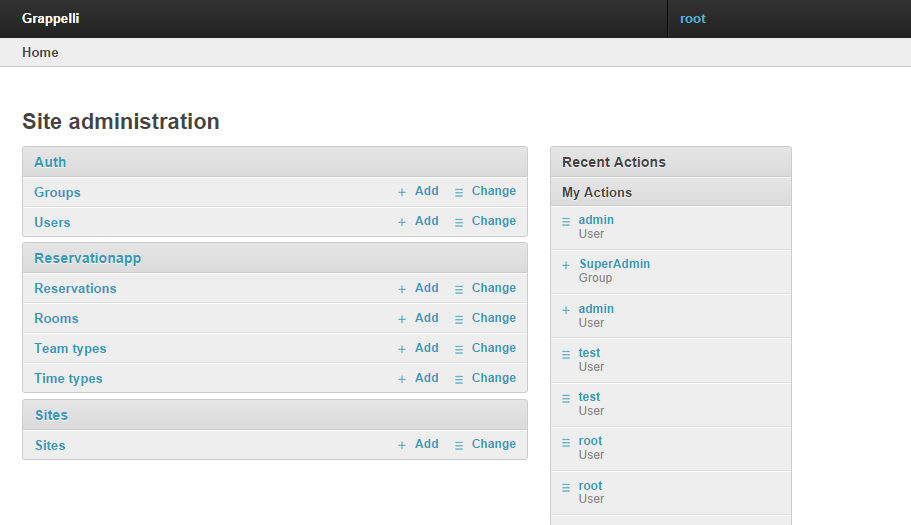 Grappelli root
Home
Site administration
Auth
Groups Add Change
Users Add Change
Reservationapp
Reservations Add Change
Rooms Add Change
Team types Add Change
Time types Add Change
Sites
Sites Add Change
Recent Actions
My Actions
admin
User
SuperAdmin
Group
admin
User
test
User
test
User
root
User
root
User